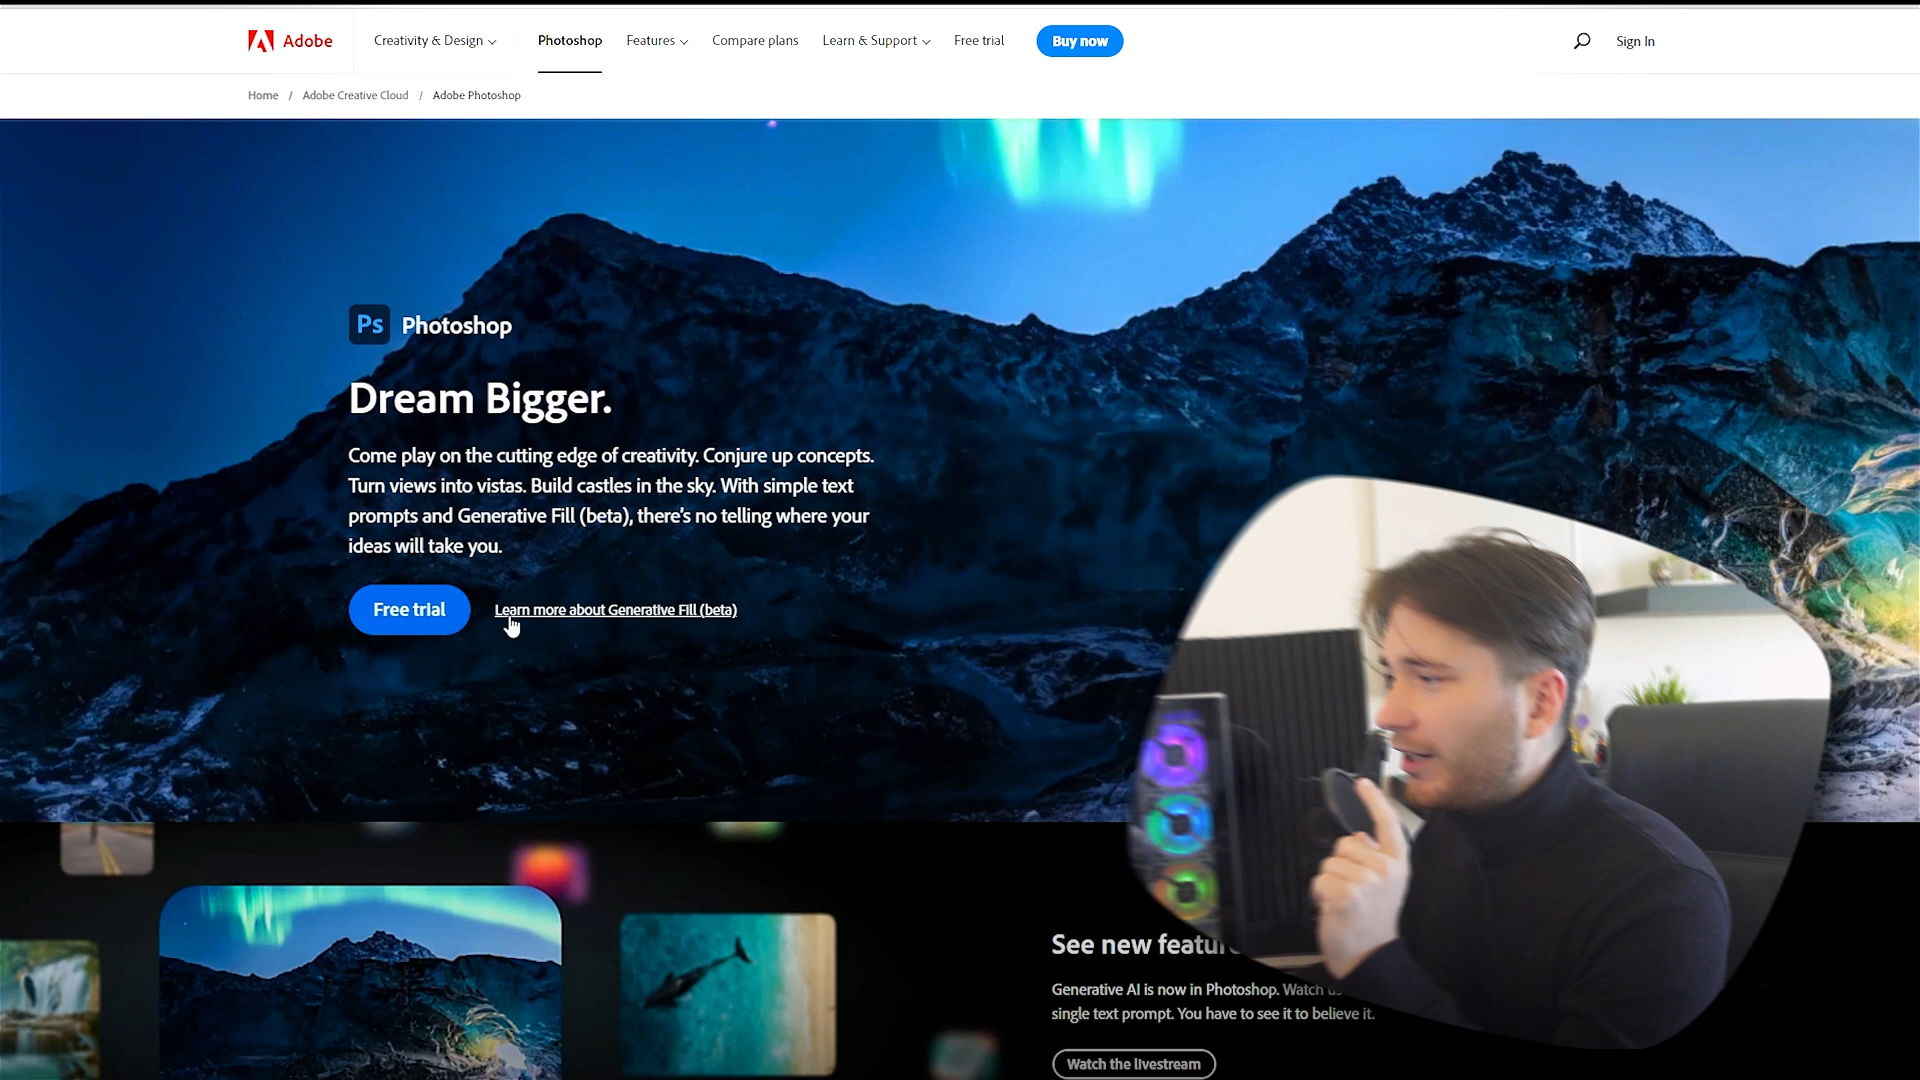 Adobe
Creativity & Design
Photoshop
Features
Compare plans
Learn & Support
Free trial
Buy now
Sign In
Home / Adobe Creative Cloud / Adobe Photoshop
Ps Photoshop
Dream Bigger.
Come play on the cutting edge of creativity. Conjure up concepts.
Turn views into vistas. Build castles in the sky. With simple text
prompts and Generative Fill (beta), there's no telling where your
ideas will take you.
Free trial
Learn more about Generative Fill (beta)
See new featur
Generative AI is now in Photoshop. Watch
single text prompt. You have to see it to believe it.
Watch the livestream